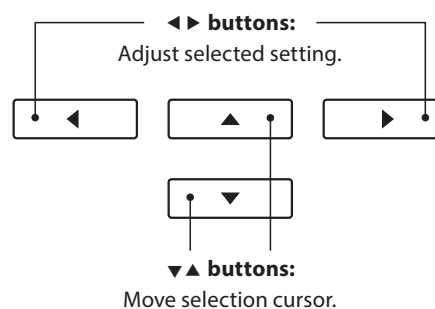 ◀ ▶ buttons:
Adjust selected setting.
▼▲ buttons:
Move selection cursor.